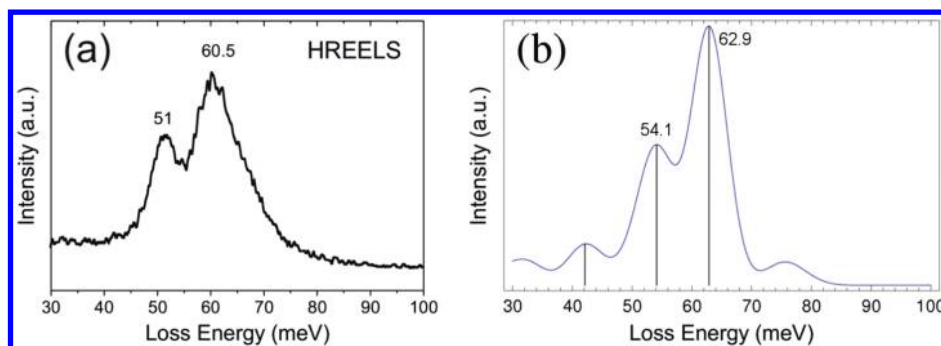 (a)
HREELS
51
60.5
Intensity (a.u.)
30 40 50 60 70 80 90 100
Loss Energy (meV)
(b)
54.1
62.9
Intensity (a.u.)
30 40 50 60 70 80 90 100
Loss Energy (meV)